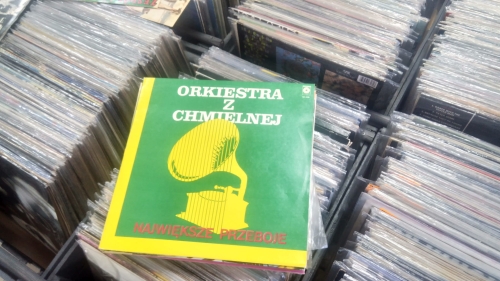 ORKIESTRA
Z
CHMIELNEJ
NAJWIĘKSZE PRZEBOJE